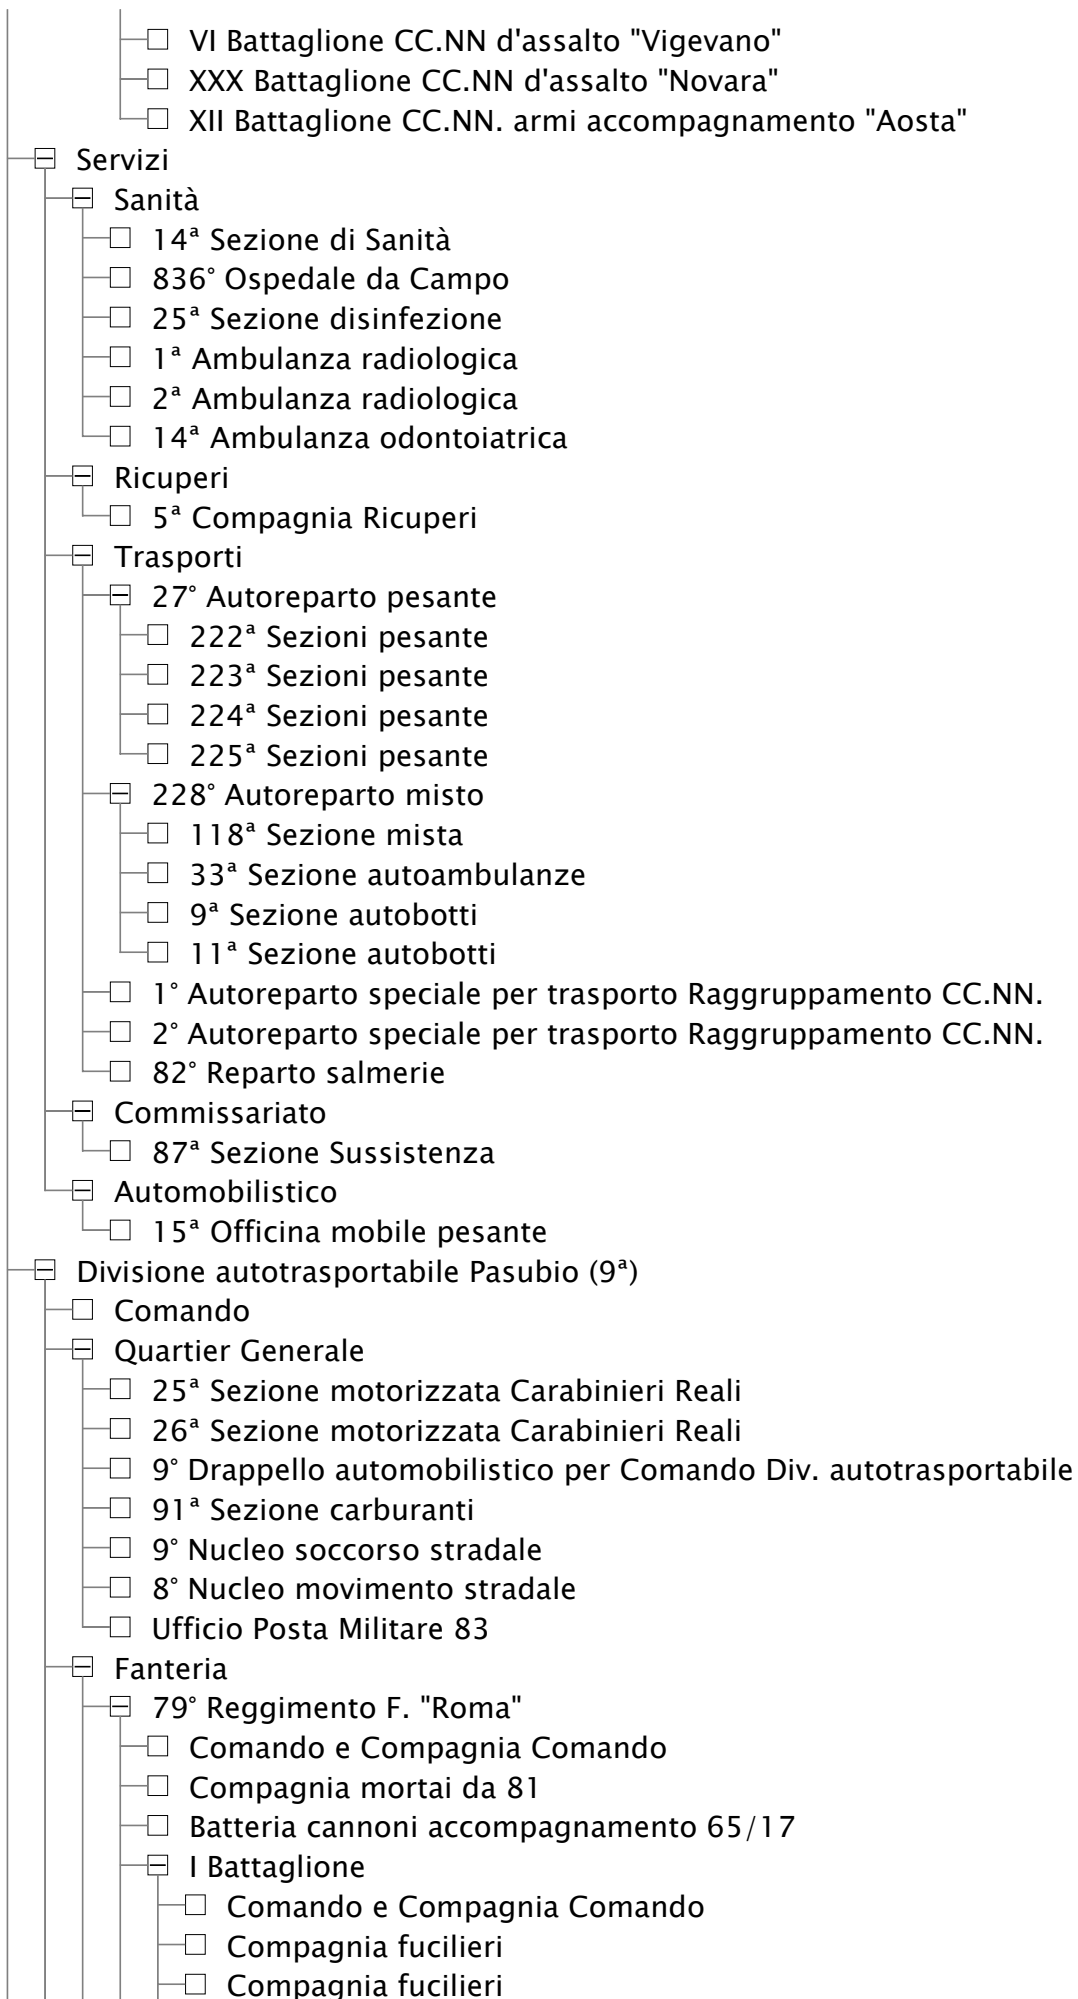 VI Battaglione CC.NN d'assalto "Vigevano"
XXX Battaglione CC.NN d'assalto "Novara"
XII Battaglione CC.NN. armi accompagnamento "Aosta"
Servizi
Sanità
14ª Sezione di Sanità
836° Ospedale da Campo
25ª Sezione disinfezione
1ª Ambulanza radiologica
2ª Ambulanza radiologica
14ª Ambulanza odontoiatrica
Ricuperi
5ª Compagnia Ricuperi
Trasporti
27° Autoreparto pesante
222ª Sezioni pesante
223ª Sezioni pesante
224ª Sezioni pesante
225ª Sezioni pesante
228° Autoreparto misto
118ª Sezione mista
33ª Sezione autoambulanze
9ª Sezione autobotti
11ª Sezione autobotti
1° Autoreparto speciale per trasporto Raggruppamento CC.NN.
2° Autoreparto speciale per trasporto Raggruppamento CC.NN.
82° Reparto salmerie
Commissariato
87ª Sezione Sussistenza
Automobilistico
15ª Officina mobile pesante
Divisione autotrasportabile Pasubio (9ª)
Comando
Quartier Generale
25ª Sezione motorizzata Carabinieri Reali
26ª Sezione motorizzata Carabinieri Reali
9° Drappello automobilistico per Comando Div. autotrasportabile
91ª Sezione carburanti
9° Nucleo soccorso stradale
8° Nucleo movimento stradale
Ufficio Posta Militare 83
Fanteria
79° Reggimento F. "Roma"
Comando e Compagnia Comando
Compagnia mortai da 81
Batteria cannoni accompagnamento 65/17
I Battaglione
Comando e Compagnia Comando
Compagnia fucilieri
Compagnia fucilieri